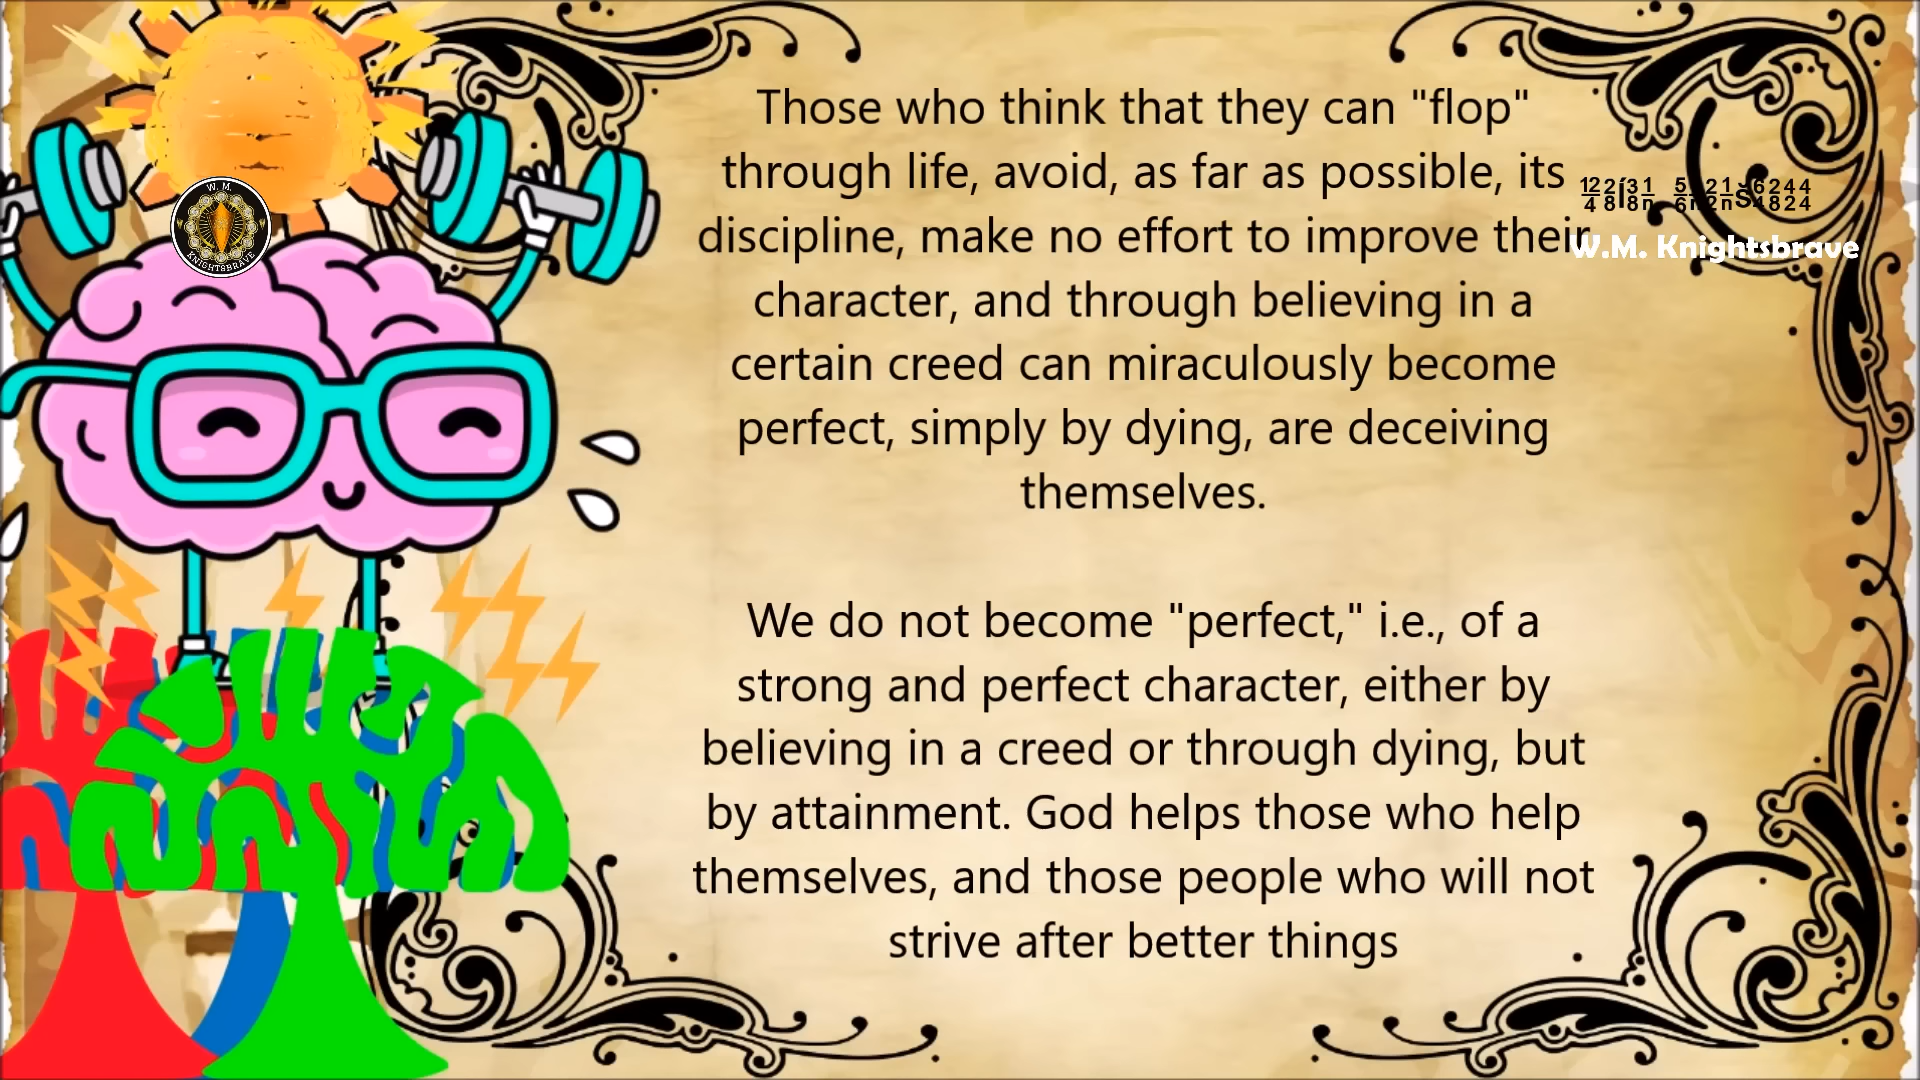 Those who think that they can "flop"
through life, avoid, as far as possible, its
discipline, make no effort to improve their
character, and through believing in a
certain creed can miraculously become
perfect, simply by dying, are deceiving
themselves.
We do not become "perfect," i.e., of a
strong and perfect character, either by
believing in a creed or through dying, but
by attainment. God helps those who help
themselves, and those people who will not
strive after better things
W.M. Knightsbrave
W. M.
KNIGHTSBRAVE